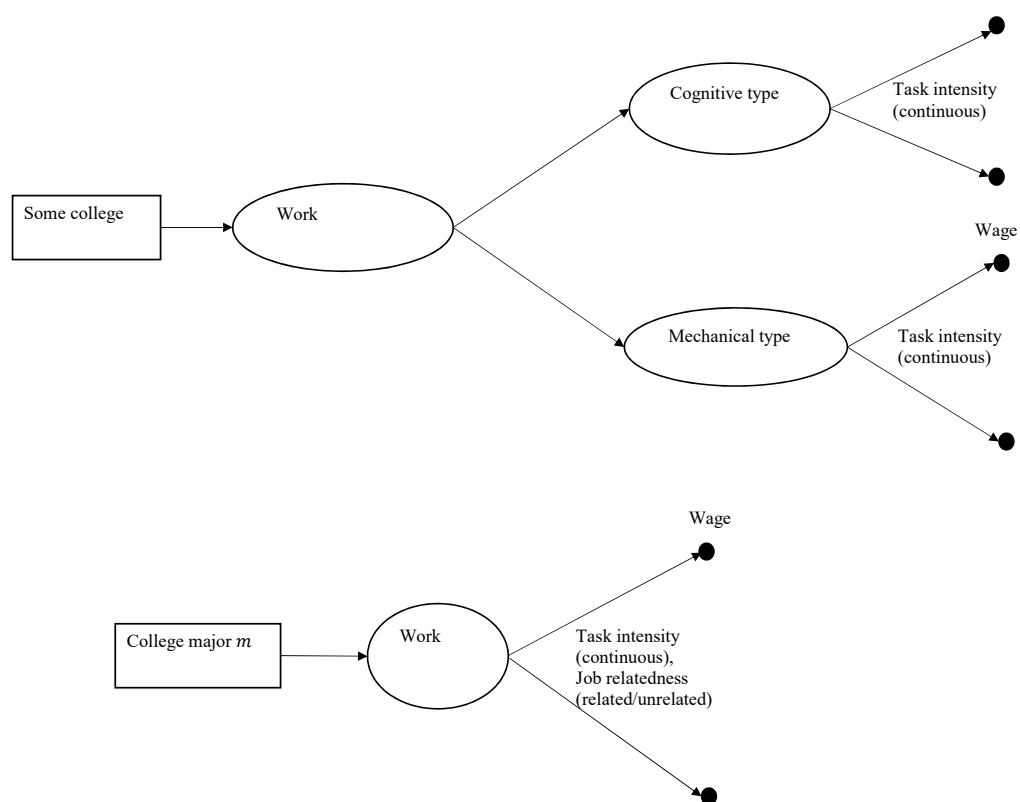 Cognitive type
Task intensity
(continuous)
Some college
Work
Wage
Mechanical type
Task intensity
(continuous)
Wage
College major m
Work
Task intensity
(continuous),
Job relatedness
(related/unrelated)